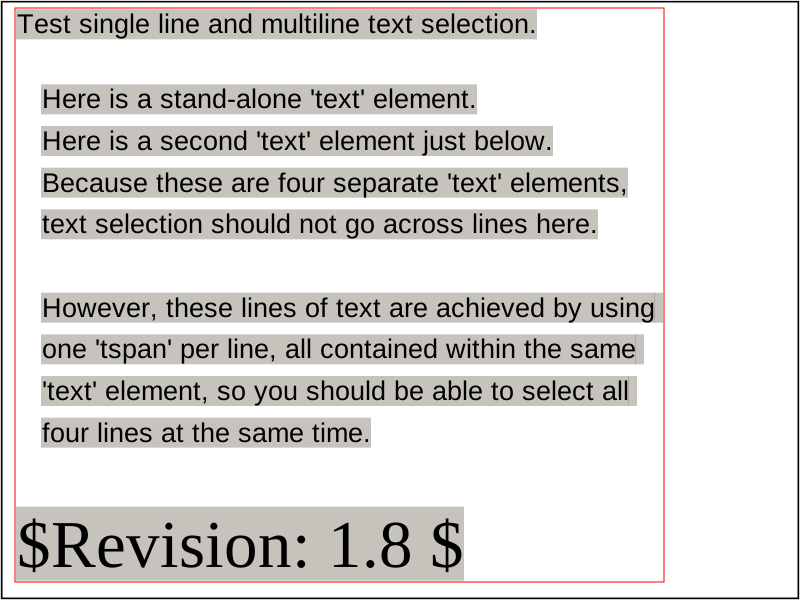 Test single line and multiline text selection.
Here is a stand-alone 'text' element.
Here is a second 'text' element just below.
Because these are four separate 'text' elements,
text selection should not go across lines here.
However, these lines of text are achieved by using
one 'tspan' per line, all contained within the same
'text' element, so you should be able to select all
four lines at the same time.
$Revision: 1.8 $